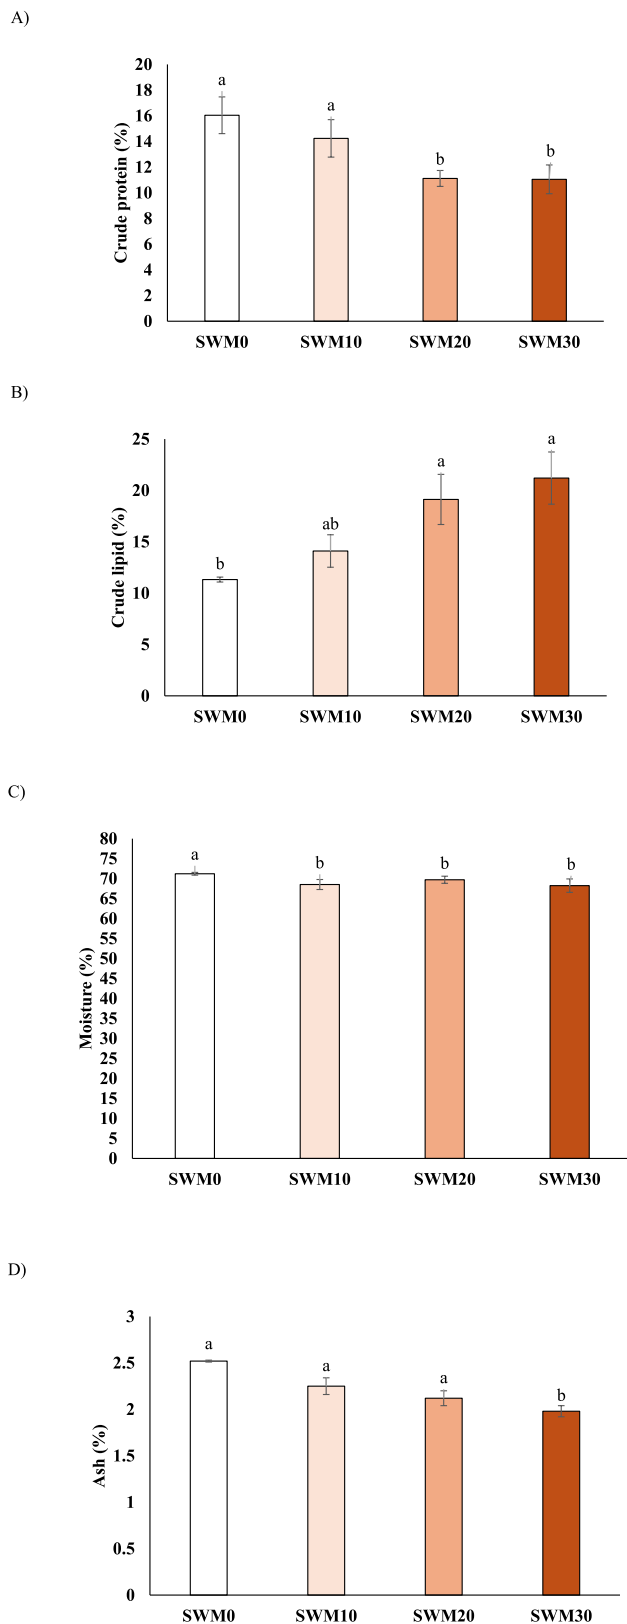 A)
Crude protein (%)
20
18
16
14
12
10
8
6
4
2
0
a
a
b
b
SWM0 SWM10 SWM20 SWM30
B)
Crude lipid (%)
25
20
15
10
5
0
b
ab
a
a
SWM0 SWM10 SWM20 SWM30
C)
Moisture (%)
80
75
70
65
60
55
50
45
40
35
30
25
20
15
10
5
0
a
b
b
b
SWM0 SWM10 SWM20 SWM30
D)
Ash (%)
3
2.5
2
1.5
1
0.5
0
a
a
a
b
SWM0 SWM10 SWM20 SWM30